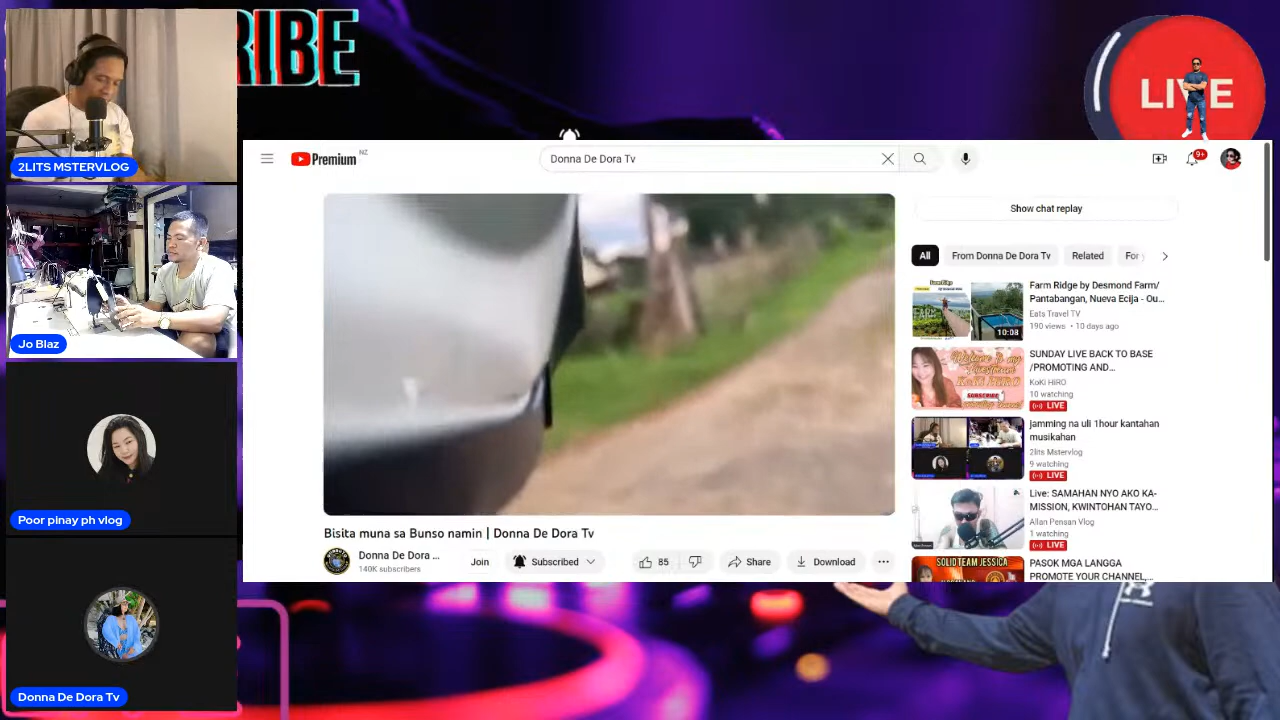 RIBE
LIVE
2LITS MSTERVLOG
Jo Blaz
Poor pinay ph vlog
Donna De Dora Tv
Premium NZ
Donna De Dora Tv
9+
Show chat replay
All
From Donna De Dora Tv
Related
For
Farm Ridge by Desmond Farm/
Pantabangan, Nueva Ecija - Ou...
Eats Travel TV
190 views • 10 days ago
10:08
SUNDAY LIVE BACK TO BASE
/PROMOTING AND...
KoKi HiRO
10 watching
LIVE
jamming na uli 1hour kantahan
musikahan
2lits Mstervlog
9 watching
LIVE
Live: SAMAHAN NYO AKO KA-
MISSION, KWINTOHAN TAYO...
Allan Pensan Vlog
1 watching
LIVE
SOLID TEAM JESSICA
PASOK MGA LANGGA
PROMOTE YOUR CHANNEL,...
Bisita muna sa Bunso namin | Donna De Dora Tv
Donna De Dora ...
140K subscribers
Join
Subscribed
85
Share
Download